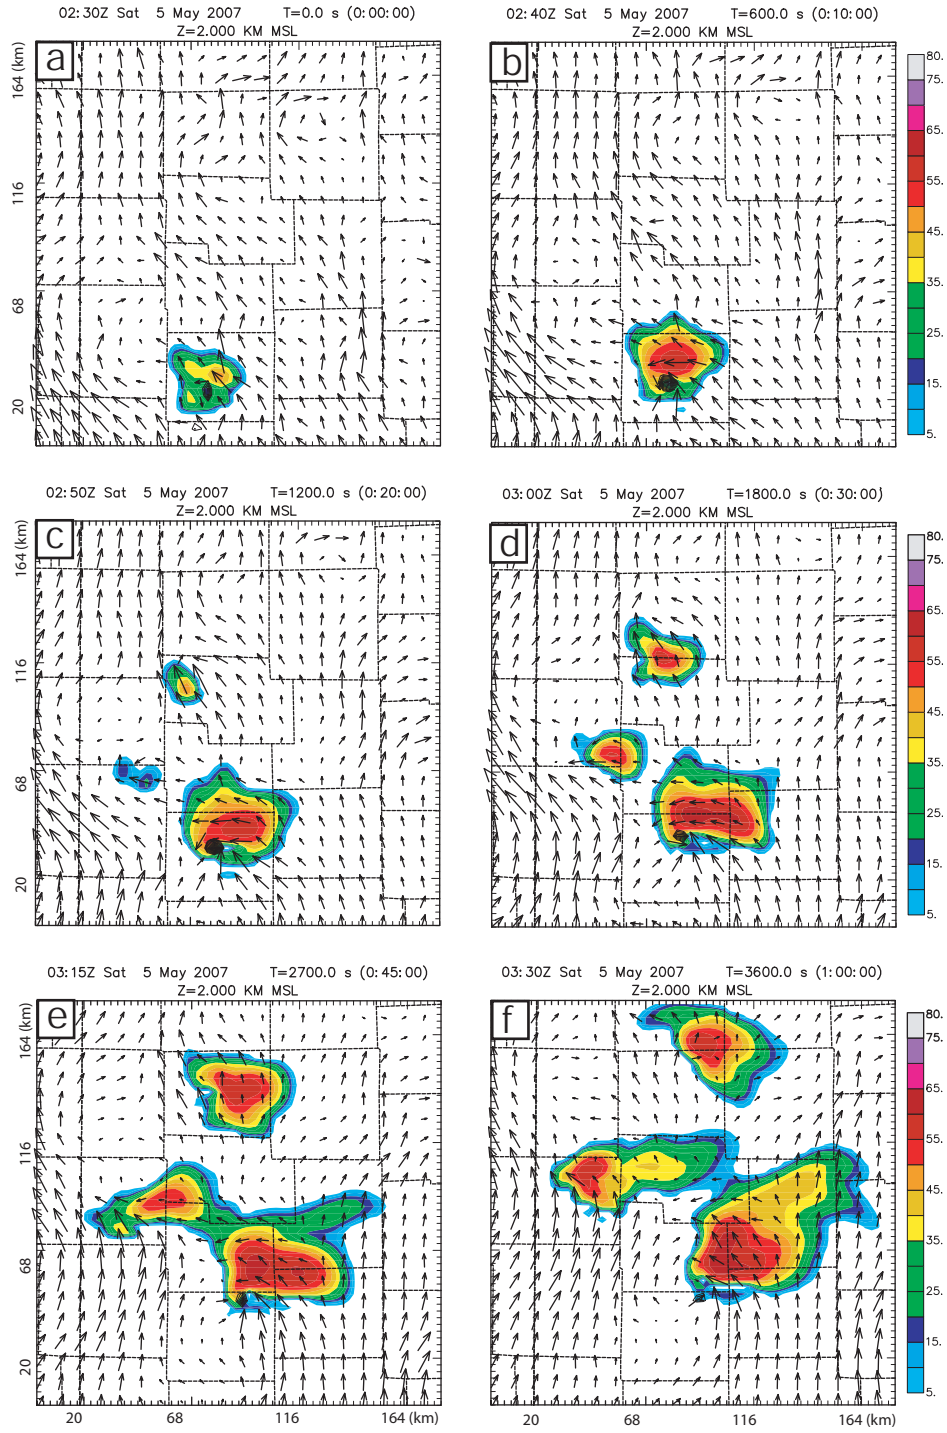 02:30Z Sat 5 May 2007 T=0.0 s (0:00:00)
Z=2.000 KM MSL
a
164 (km)
116
68
20
02:40Z Sat 5 May 2007 T=600.0 s (0:10:00)
Z=2.000 KM MSL
b
80.
75.
65.
55.
45.
35.
25.
15.
5.
02:50Z Sat 5 May 2007 T=1200.0 s (0:20:00)
Z=2.000 KM MSL
c
164 (km)
116
68
20
03:00Z Sat 5 May 2007 T=1800.0 s (0:30:00)
Z=2.000 KM MSL
d
80.
75.
65.
55.
45.
35.
25.
15.
5.
03:15Z Sat 5 May 2007 T=2700.0 s (0:45:00)
Z=2.000 KM MSL
e
164 (km)
116
68
20
20 68 116 164 (km)
03:30Z Sat 5 May 2007 T=3600.0 s (1:00:00)
Z=2.000 KM MSL
f
80.
75.
65.
55.
45.
35.
25.
15.
5.
20 68 116 164 (km)